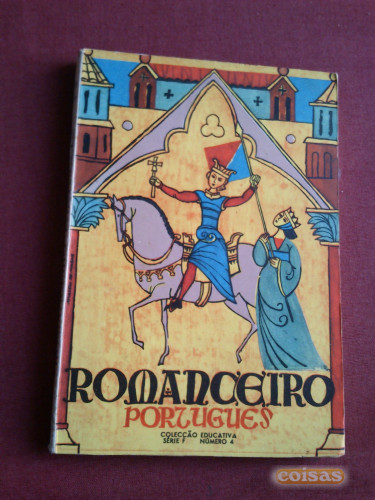 ROMANCEIRO
PORTUGUES
COLECÇÃO EDUCATIVA
SÉRIE F NÚMERO 4
coisas